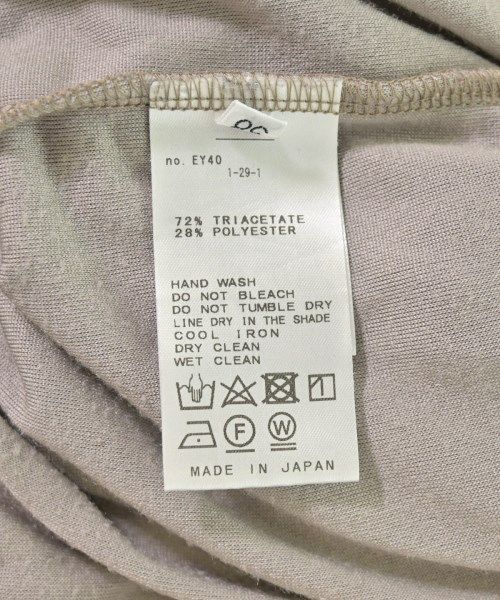 no. EY40
1-29-1
72% TRIACETATE
28% POLYESTER
HAND WASH
DO NOT BLEACH
DO NOT TUMBLE DRY
LINE DRY IN THE SHADE
COOL IRON
DRY CLEAN
WET CLEAN
F W
MADE IN JAPAN